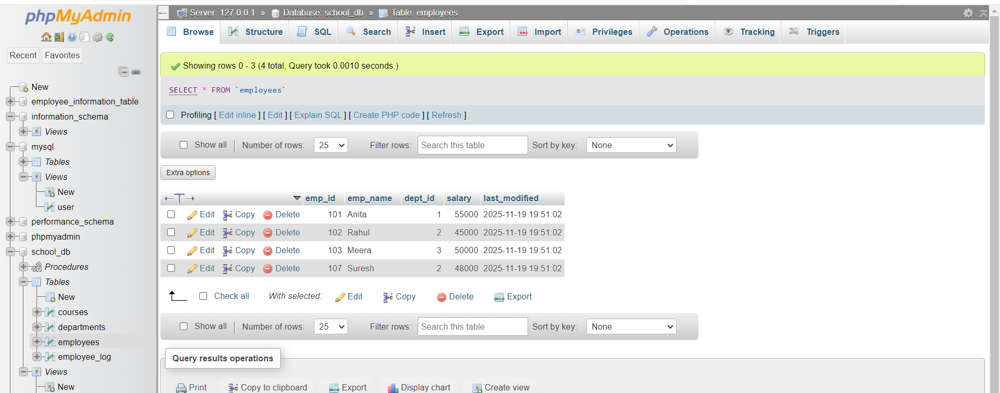 phpMyAdmin
Recent Favorites
New
employee_information_table
information_schema
Views
mysql
Tables
Views
New
user
performance_schema
phpmyadmin
school_db
Procedures
Tables
New
courses
departments
employees
employee_log
Views
New
Server: 127.0.0.1 » Database: school_db » Table: employees
Browse Structure SQL Search Insert Export Import Privileges Operations Tracking Triggers
Showing rows 0 - 3 (4 total, Query took 0.0010 seconds.)
SELECT * FROM `employees`
Profiling [ Edit inline ] [ Edit ] [ Explain SQL ] [ Create PHP code ] [ Refresh ]
Show all Number of rows: 25 Filter rows: Search this table Sort by key: None
Extra options
←T→ emp_id emp_name dept_id salary last_modified
Edit Copy Delete 101 Anita 1 55000 2025-11-19 19:51:02
Edit Copy Delete 102 Rahul 2 45000 2025-11-19 19:51:02
Edit Copy Delete 103 Meera 3 50000 2025-11-19 19:51:02
Edit Copy Delete 107 Suresh 2 48000 2025-11-19 19:51:02
Check all With selected: Edit Copy Delete Export
Show all Number of rows: 25 Filter rows: Search this table Sort by key: None
Query results operations
Print Copy to clipboard Export Display chart Create view